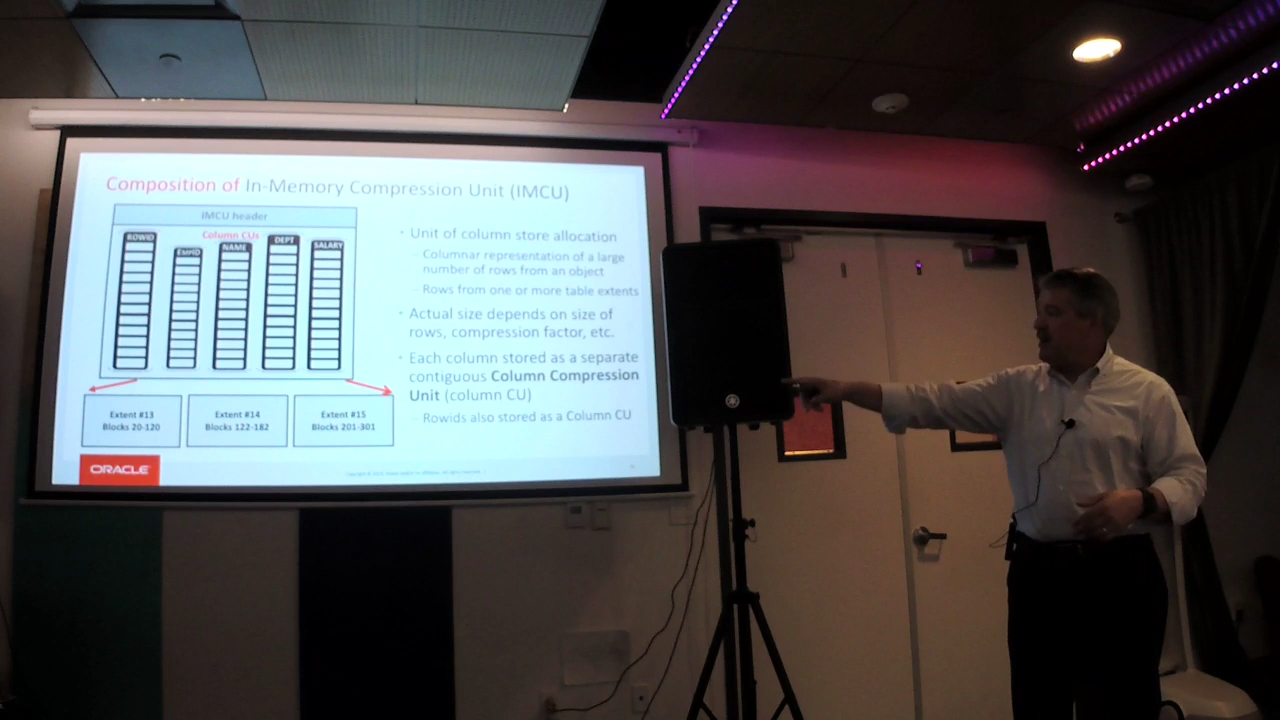 Composition of In-Memory Compression Unit (IMCU)
IMCU header
Column CUs
ROWID
EmpID
NAME
DEPT
SALARY
Extent #13
Blocks 20-120
Extent #14
Blocks 122-182
Extent #15
Blocks 201-301
• Unit of column store allocation
– Columnar representation of a large
number of rows from an object
– Rows from one or more table extents
• Actual size depends on size of
rows, compression factor, etc.
• Each column stored as a separate
contiguous Column Compression
Unit (column CU)
– Rowids also stored as a Column CU
ORACLE